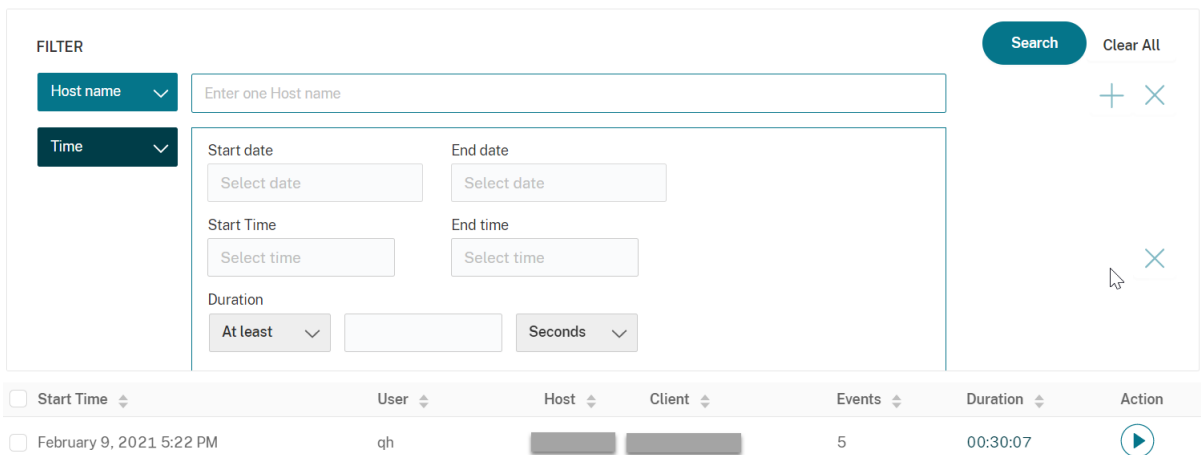 FILTER
Search
Clear All
Host name
Enter one Host name
Time
Start date
End date
Select date
Select date
Start Time
End time
Select time
Select time
Duration
At least
Seconds
Start Time User Host Client Events Duration Action
February 9, 2021 5:22 PM qh 5 00:30:07